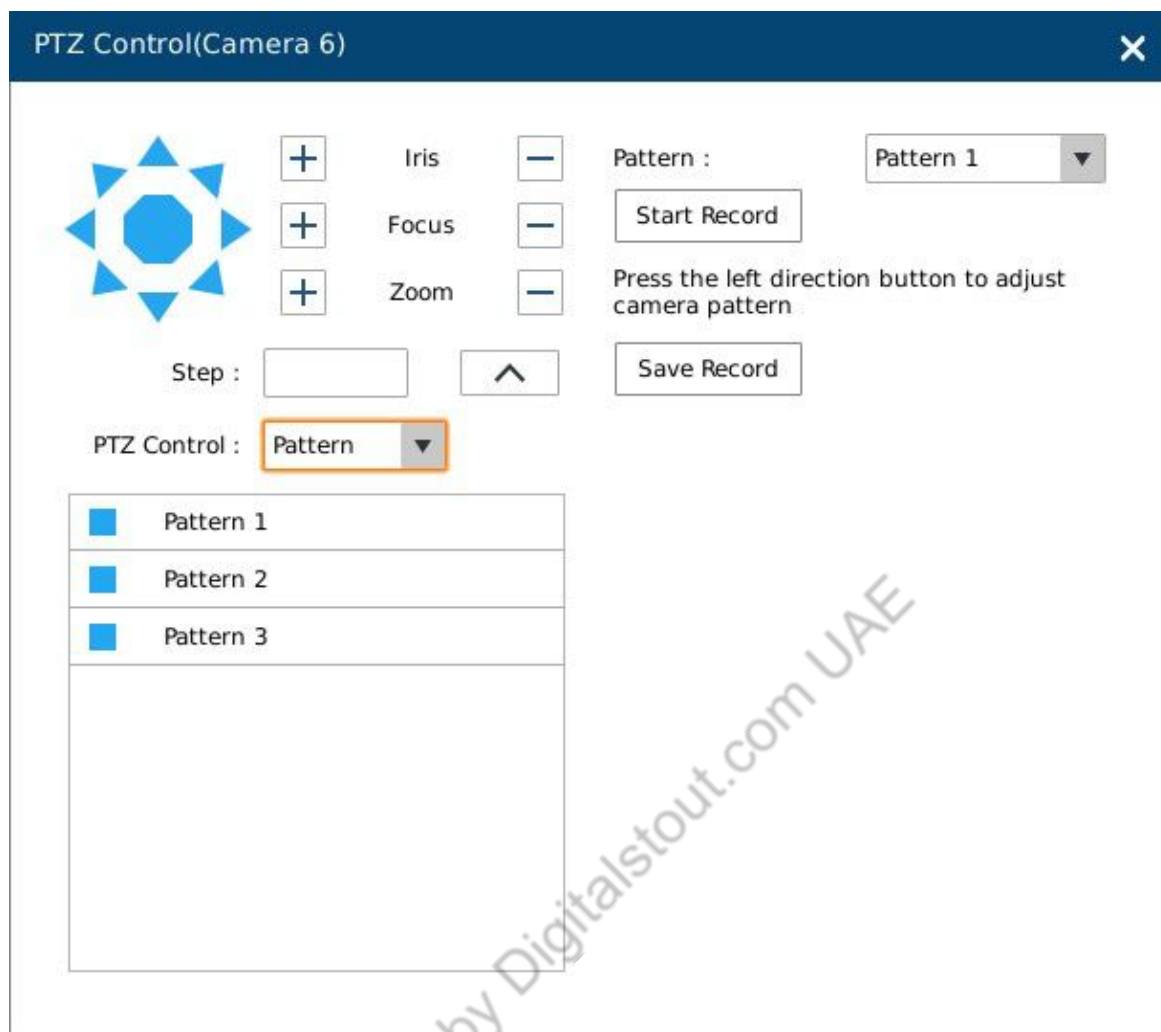 PTZ Control(Camera 6)
Iris
Focus
Zoom
Step :
PTZ Control : Pattern
Pattern 1
Pattern 2
Pattern 3
Pattern : Pattern 1
Start Record
Press the left direction button to adjust
camera pattern
Save Record
by Digitalstout.com UAE